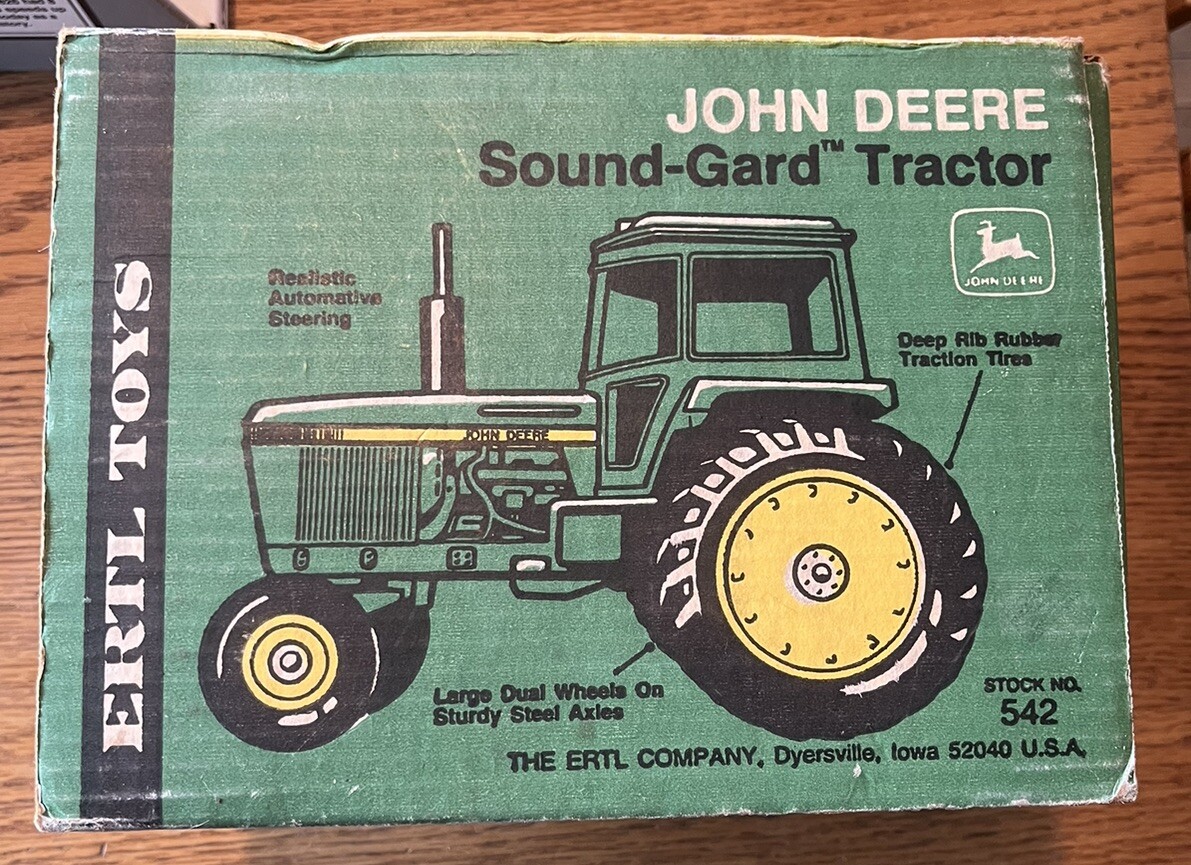 JOHN DEERE
Sound-Gard™ Tractor
JOHN DEERE
Realistic
Automative
Steering
Deep Rib Rubber
Traction Tires
JOHN DEERE
ERTL TOYS
Large Dual Wheels On
Sturdy Steel Axles
STOCK NO.
542
THE ERTL COMPANY, Dyersville, Iowa 52040 U.S.A.